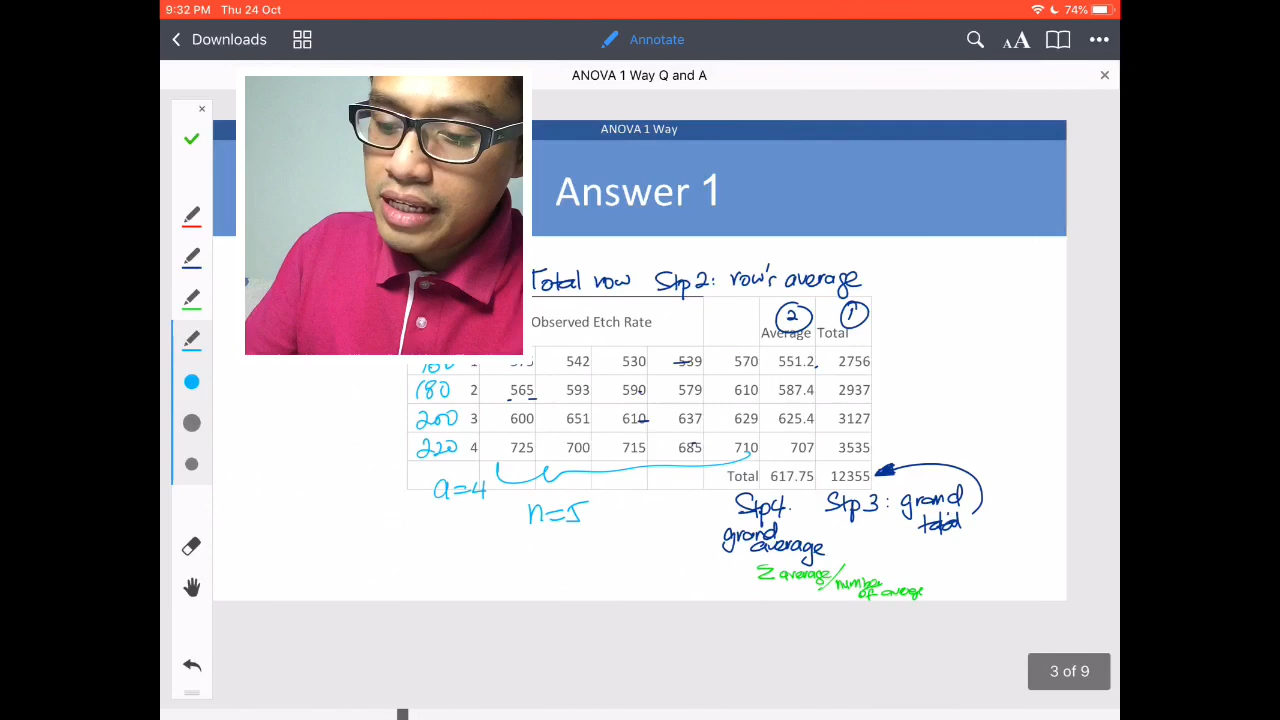 9:32 PM Thu 24 Oct
74%
Downloads
Annotate
AA
ANOVA 1 Way Q and A
ANOVA 1 Way
Answer 1
Total row Stp 2: row's average
2 1
Observed Etch Rate
Average Total
160 1 575 542 530 539 570 551.2 2756
180 2 565 593 590 579 610 587.4 2937
200 3 600 651 610 637 629 625.4 3127
220 4 725 700 715 685 710 707 3535
Total 617.75 12355
a=4
n=5
Stp4. Stp 3: grand
total
grand
average
Σ average/number
of average
3 of 9